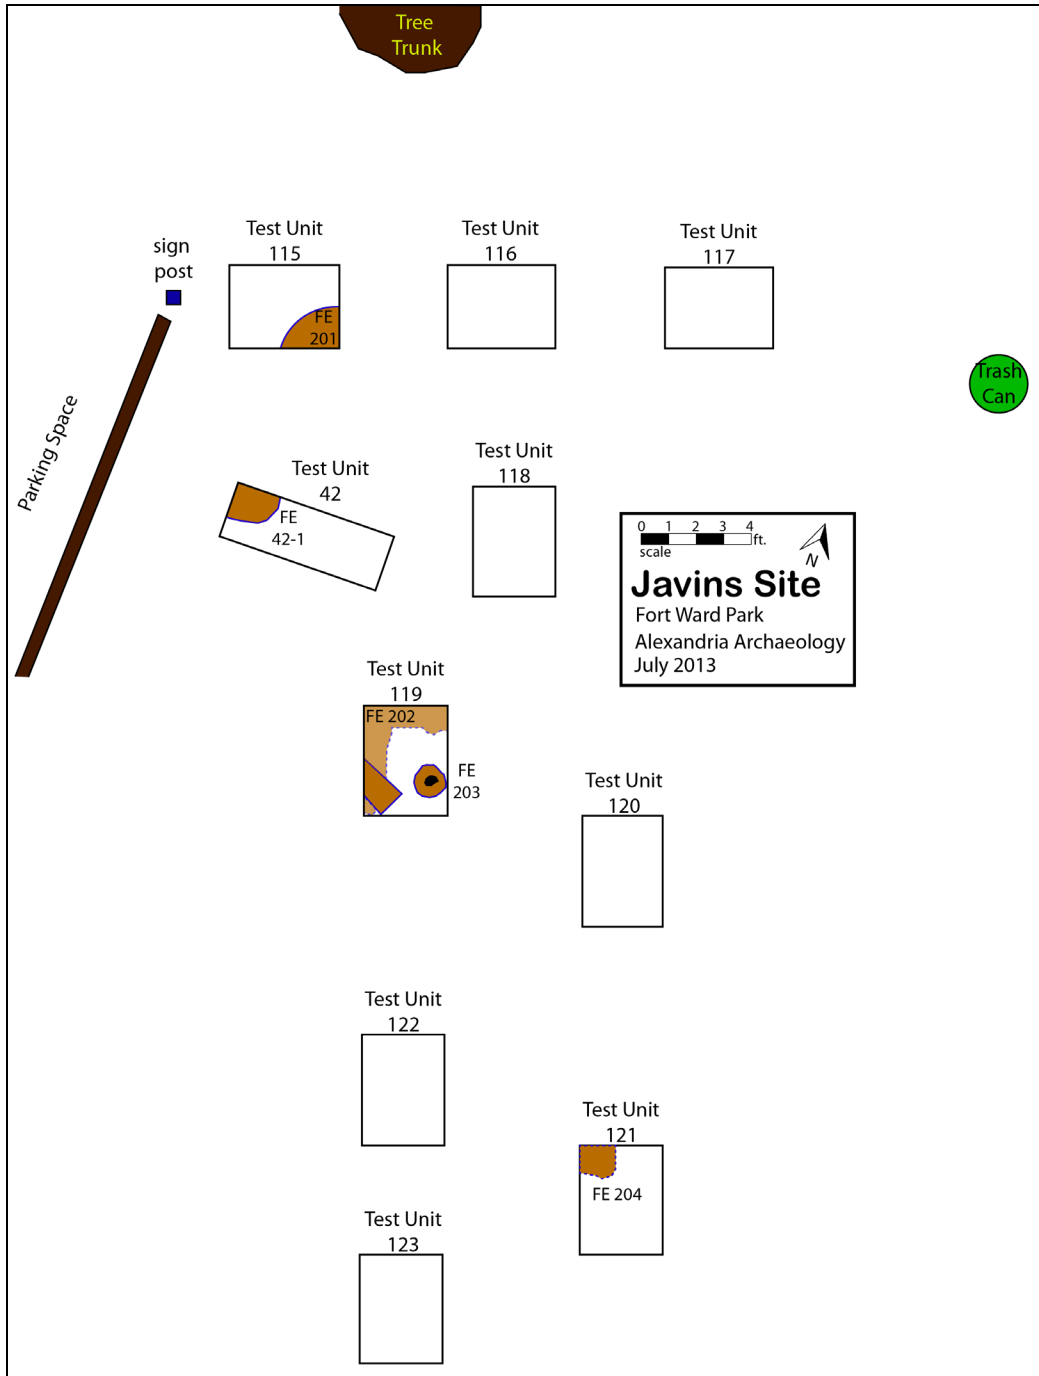 Tree
Trunk
sign
post
Test Unit
115
FE
201
Test Unit
116
Test Unit
117
Trash
Can
Parking Space
Test Unit
42
FE
42-1
Test Unit
118
0 1 2 3 4
ft.
scale
N
Javins Site
Fort Ward Park
Alexandria Archaeology
July 2013
Test Unit
119
FE 202
FE
203
Test Unit
120
Test Unit
122
Test Unit
121
FE 204
Test Unit
123